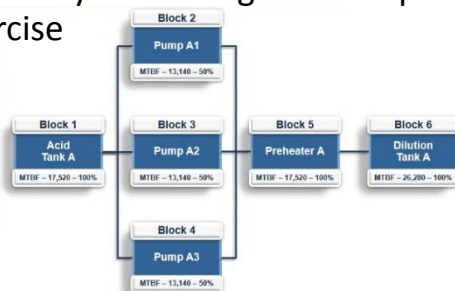 rcise
Block 2
Pump A1
MTBF – 13,140 – 50%
Block 1
Acid
Tank A
MTBF – 17,520 – 100%
Block 3
Pump A2
MTBF – 13,140 – 50%
Block 5
Preheater A
MTBF – 17,520 – 100%
Block 6
Dilution
Tank A
MTBF – 26,280 – 100%
Block 4
Pump A3
MTBF – 13,140 – 50%